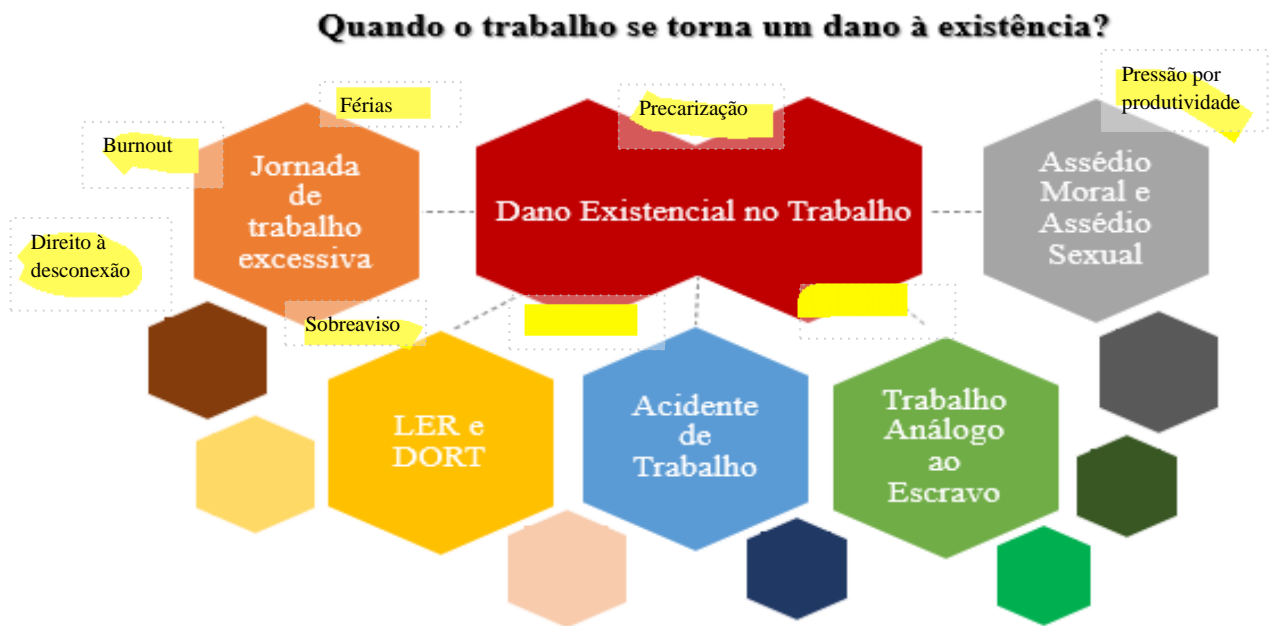 Quando o trabalho se torna um dano à existência?
Férias
Precarização
Pressão por
produtividade
Burnout
Jornada
de
trabalho
excessiva
Dano Existencial no Trabalho
Assédio
Moral e
Assédio
Sexual
Direito à
desconexão
Sobreaviso
LER e
DORT
Acidente
de
Trabalho
Trabalho
Análogo
ao
Escravo